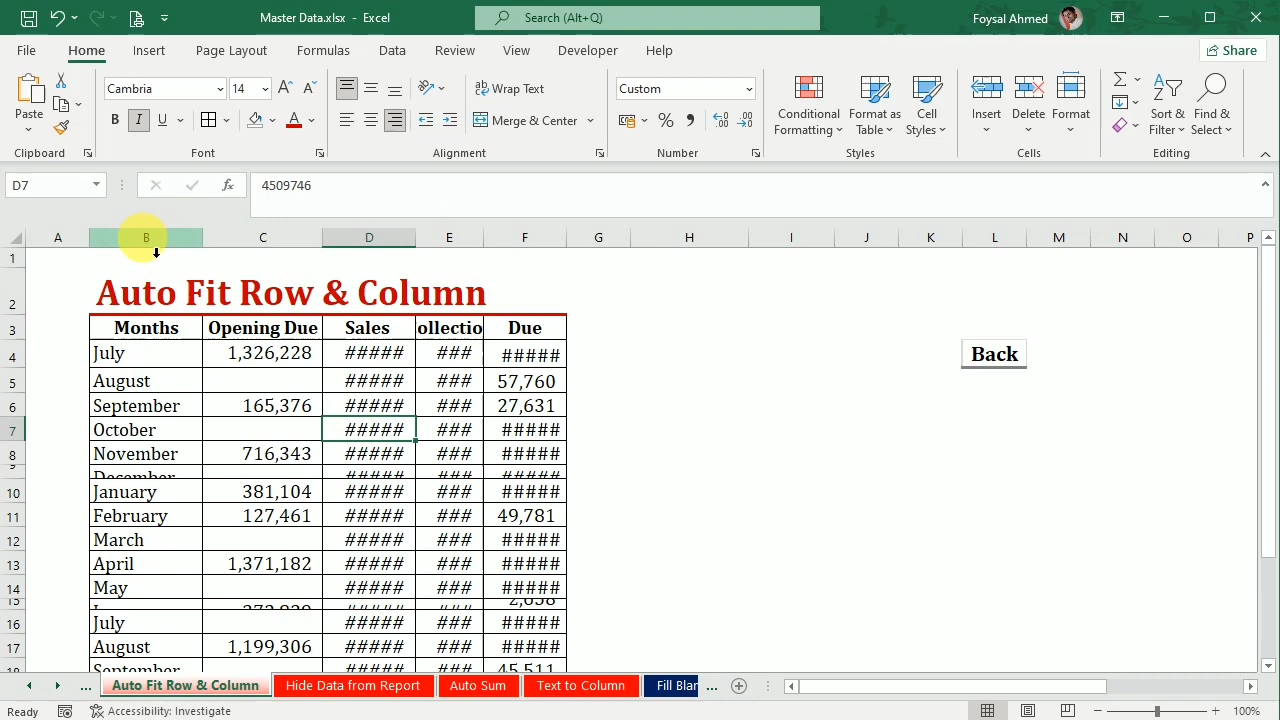 Master Data.xlsx - Excel
Search (Alt+Q)
Foysal Ahmed
File Home Insert Page Layout Formulas Data Review View Developer Help
Share
Paste
Cambria 14
B I U
Wrap Text
Merge & Center
Custom
Conditional Formatting
Format as Table
Cell Styles
Insert Delete Format
Sort & Filter
Find & Select
Clipboard Font Alignment Number Styles Cells Editing
D7 fx 4509746
A B C D E F G H I J K L M N O P
1
2 Auto Fit Row & Column
3 Months Opening Due Sales ollectio Due
4 July 1,326,228 ##### ### #####
Back
5 August ##### ### 57,760
6 September 165,376 ##### ### 27,631
7 October ##### ### #####
8 November 716,343 ##### ### #####
9 December ##### ### #####
10 January 381,104 ##### ### #####
11 February 127,461 ##### ### 49,781
12 March ##### ### #####
13 April 1,371,182 ##### ### #####
14 May ##### ### #####
15 ##### ### 2,658
16 July ##### ### #####
17 August 1,199,306 ##### ### #####
18 September ##### ### 45,511
... Auto Fit Row & Column Hide Data from Report Auto Sum Text to Column Fill Blan ...
Ready Accessibility: Investigate 100%